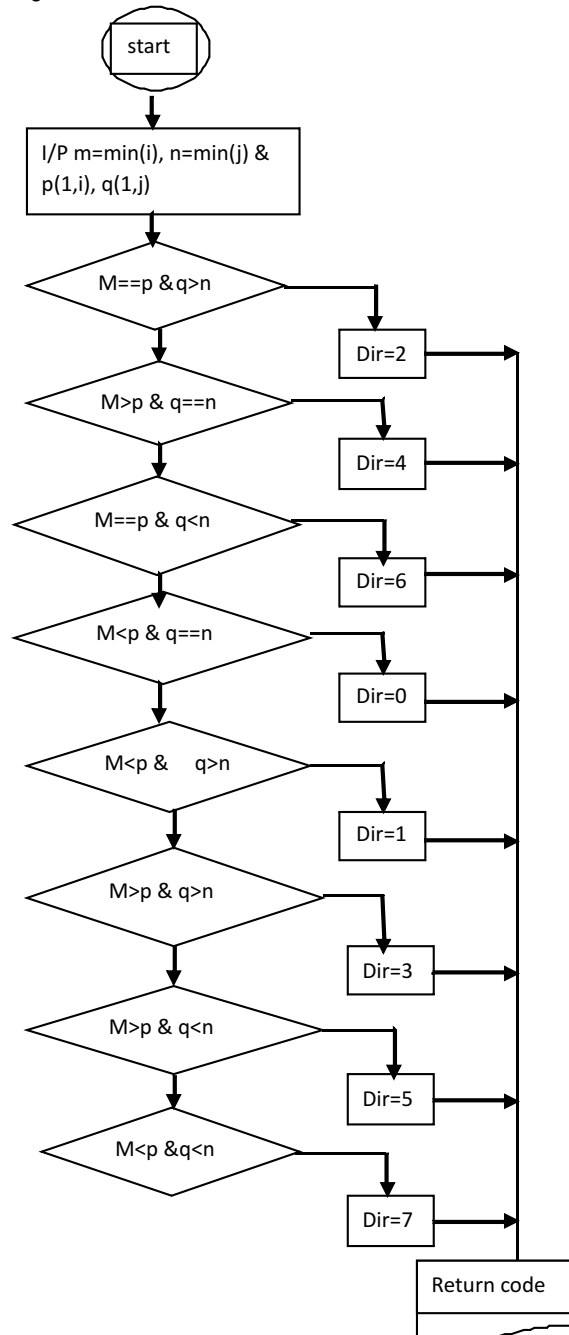 start
I/P m=min(i), n=min(j) &
p(1,i), q(1,j)
M==p &q>n
Dir=2
M>p & q==n
Dir=4
M==p & q<n
Dir=6
M<p & q==n
Dir=0
M<p & q>n
Dir=1
M>p & q>n
Dir=3
M>p & q<n
Dir=5
M<p &q<n
Dir=7
Return code